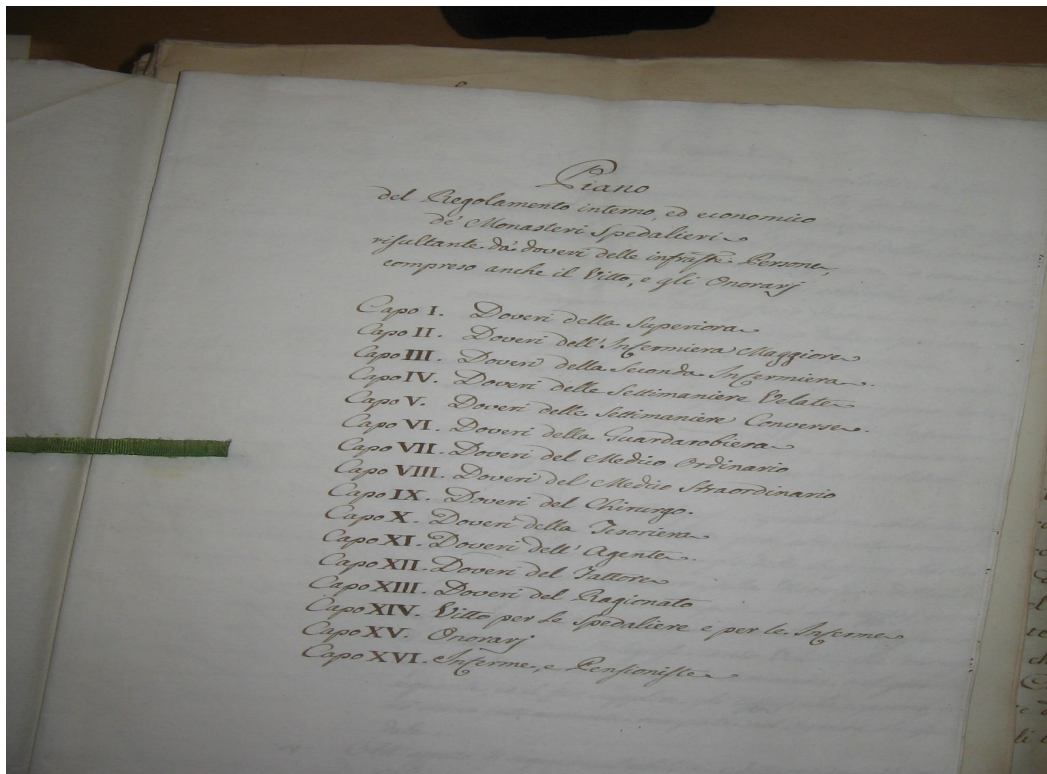 Piano
del Regolamento interno, ed economico
de' Monasteri Spedalieri
risultante da' doveri delle infraſte. Persone,
compreso anche il Vitto, e gli Onorarj
Capo I. Doveri della Superiora
Capo II. Doveri dell' Infermiera Maggiore
Capo III. Doveri della Seconda Infermiera.
Capo IV. Doveri delle Settimaniere Velate
Capo V. Doveri delle Settimaniere Converse.
Capo VI. Doveri della Guardarobiera
Capo VII. Doveri del Medico Ordinario
Capo VIII. Doveri del Medico Straordinario
Capo IX. Doveri del Chirurgo.
Capo X. Doveri della Tesoriera
Capo XI. Doveri dell' Agente.
Capo XII. Doveri del Fattore
Capo XIII. Doveri del Ragionato
Capo XIV. Vitto per le Spedaliere e per le Inferme
Capo XV. Onorarj
Capo XVI. Inferme, e Pensioniſte